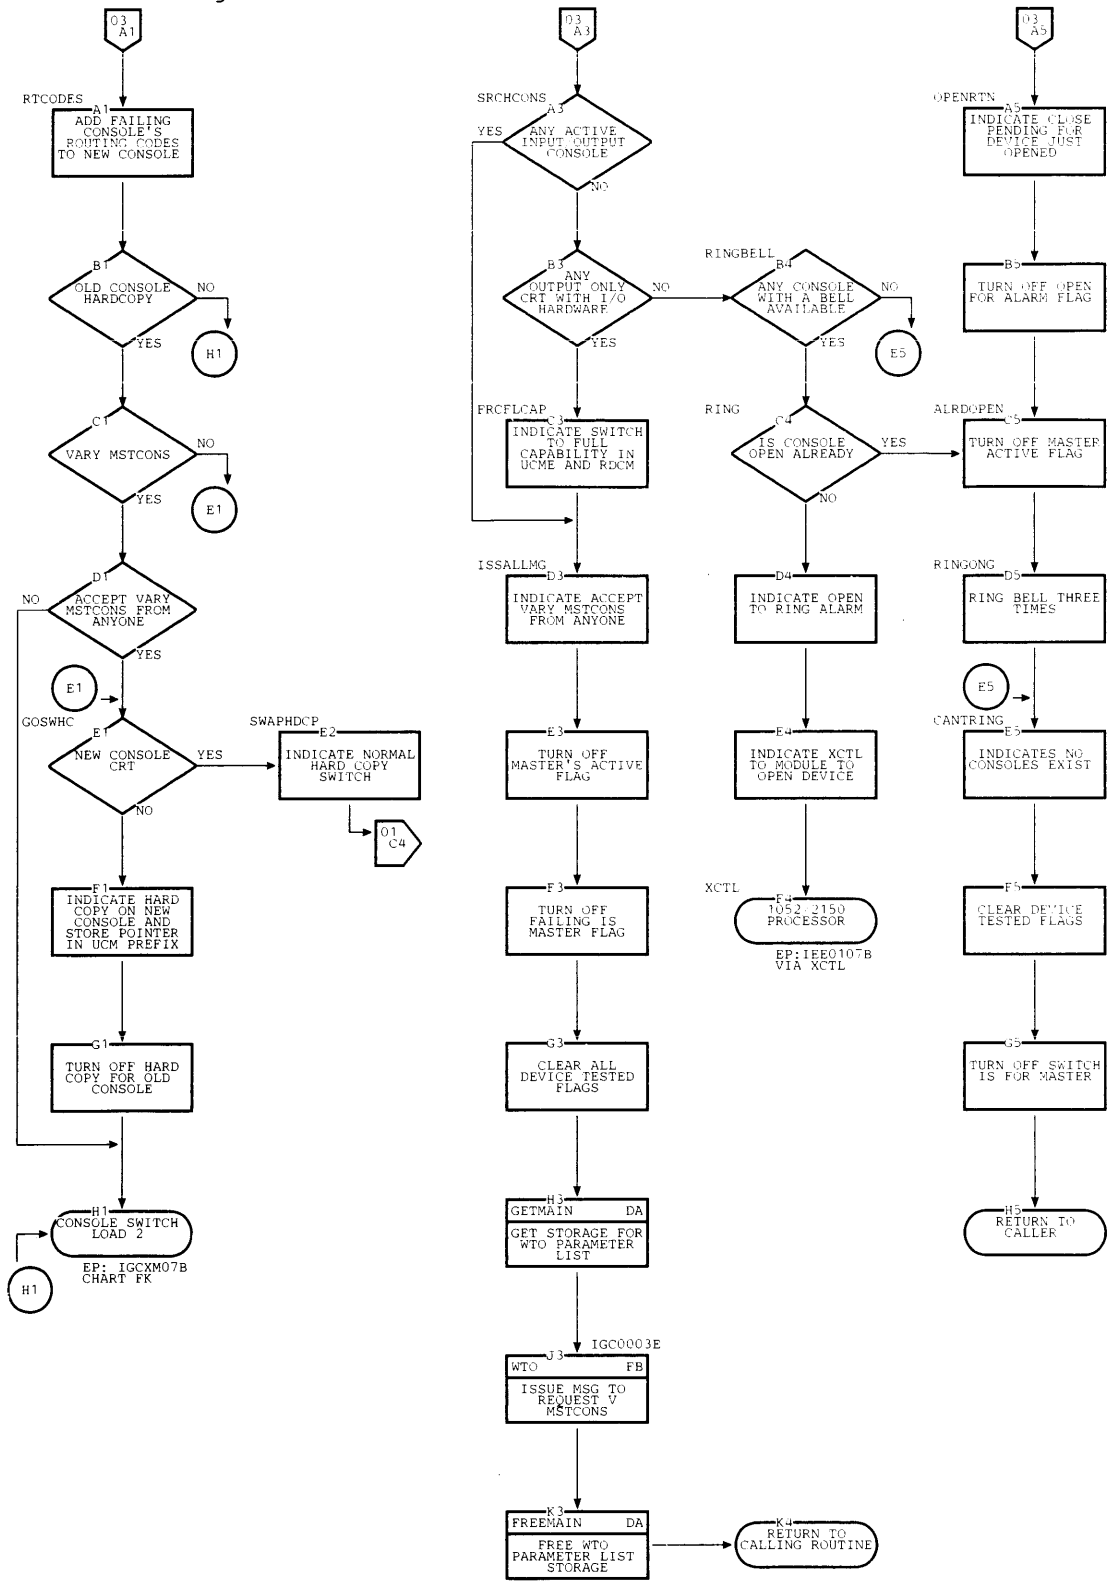 03
A1
RTCODES
A1
ADD FAILING
CONSOLE'S
ROUTING CODES
TO NEW CONSOLE
B1
OLD CONSOLE
HARDCOPY
NO
YES
H1
C1
VARY MSTCONS
NO
YES
E1
D1
NO
ACCEPT VARY
MSTCONS FROM
ANYONE
YES
E1
GOSWHC
E1
NEW CONSOLE
CRT
YES
NO
SWAPHDCP
E2
INDICATE NORMAL
HARD COPY
SWITCH
01
C4
F1
INDICATE HARD
COPY ON NEW
CONSOLE AND
STORE POINTER
IN UCM PREFIX
G1
TURN OFF HARD
COPY FOR OLD
CONSOLE
H1
CONSOLE SWITCH
LOAD 2
EP: IGCXM07B
CHART FK
H1
03
A3
SRCHCONS
A3
YES
ANY ACTIVE
INPUT OUTPUT
CONSOLE
NO
B3
ANY
OUTPUT ONLY
CRT WITH I/O
HARDWARE
NO
YES
FRCFLCAP
C3
INDICATE SWITCH
TO FULL
CAPABILITY IN
UCME AND RDCM
ISSALLMG
D3
INDICATE ACCEPT
VARY MSTCONS
FROM ANYONE
E3
TURN OFF
MASTER'S ACTIVE
FLAG
F3
TURN OFF
FAILING IS
MASTER FLAG
G3
CLEAR ALL
DEVICE TESTED
FLAGS
H3
GETMAIN DA
GET STORAGE FOR
WTO PARAMETER
LIST
IGC0003E
J3
WTO FB
ISSUE MSG TO
REQUEST V
MSTCONS
K3
FREEMAIN DA
FREE WTO
PARAMETER LIST
STORAGE
K4
RETURN TO
CALLING ROUTINE
RINGBELL
B4
ANY CONSOLE
WITH A BELL
AVAILABLE
NO
YES
E5
RING
C4
IS CONSOLE
OPEN ALREADY
YES
NO
D4
INDICATE OPEN
TO RING ALARM
E4
INDICATE XCTL
TO MODULE TO
OPEN DEVICE
XCTL
F4
1052/2150
PROCESSOR
EP:IEE0107B
VIA XCTL
03
A5
OPENRTN
A5
INDICATE CLOSE
PENDING FOR
DEVICE JUST
OPENED
B5
TURN OFF OPEN
FOR ALARM FLAG
ALRDOPEN
C5
TURN OFF MASTER
ACTIVE FLAG
RINGONG
D5
RING BELL THREE
TIMES
E5
CANTRING
E5
INDICATES NO
CONSOLES EXIST
F5
CLEAR DEVICE
TESTED FLAGS
G5
TURN OFF SWITCH
IS FOR MASTER
H5
RETURN TO
CALLER